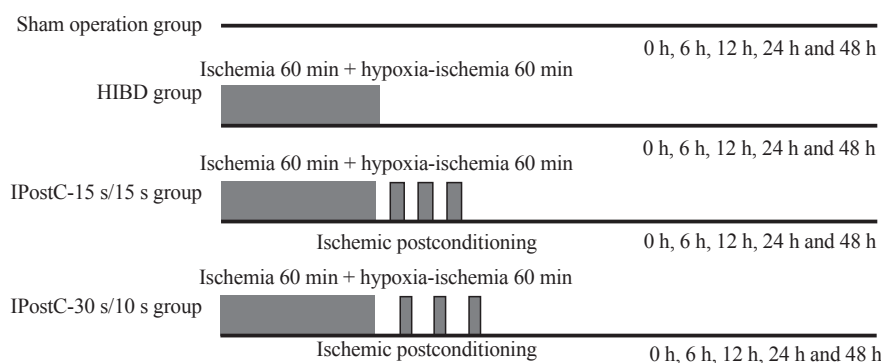 Sham operation group
0 h, 6 h, 12 h, 24 h and 48 h
Ischemia 60 min + hypoxia-ischemia 60 min
HIBD group
0 h, 6 h, 12 h, 24 h and 48 h
Ischemia 60 min + hypoxia-ischemia 60 min
IPostC-15 s/15 s group
Ischemic postconditioning
0 h, 6 h, 12 h, 24 h and 48 h
Ischemia 60 min + hypoxia-ischemia 60 min
IPostC-30 s/10 s group
Ischemic postconditioning
0 h, 6 h, 12 h, 24 h and 48 h